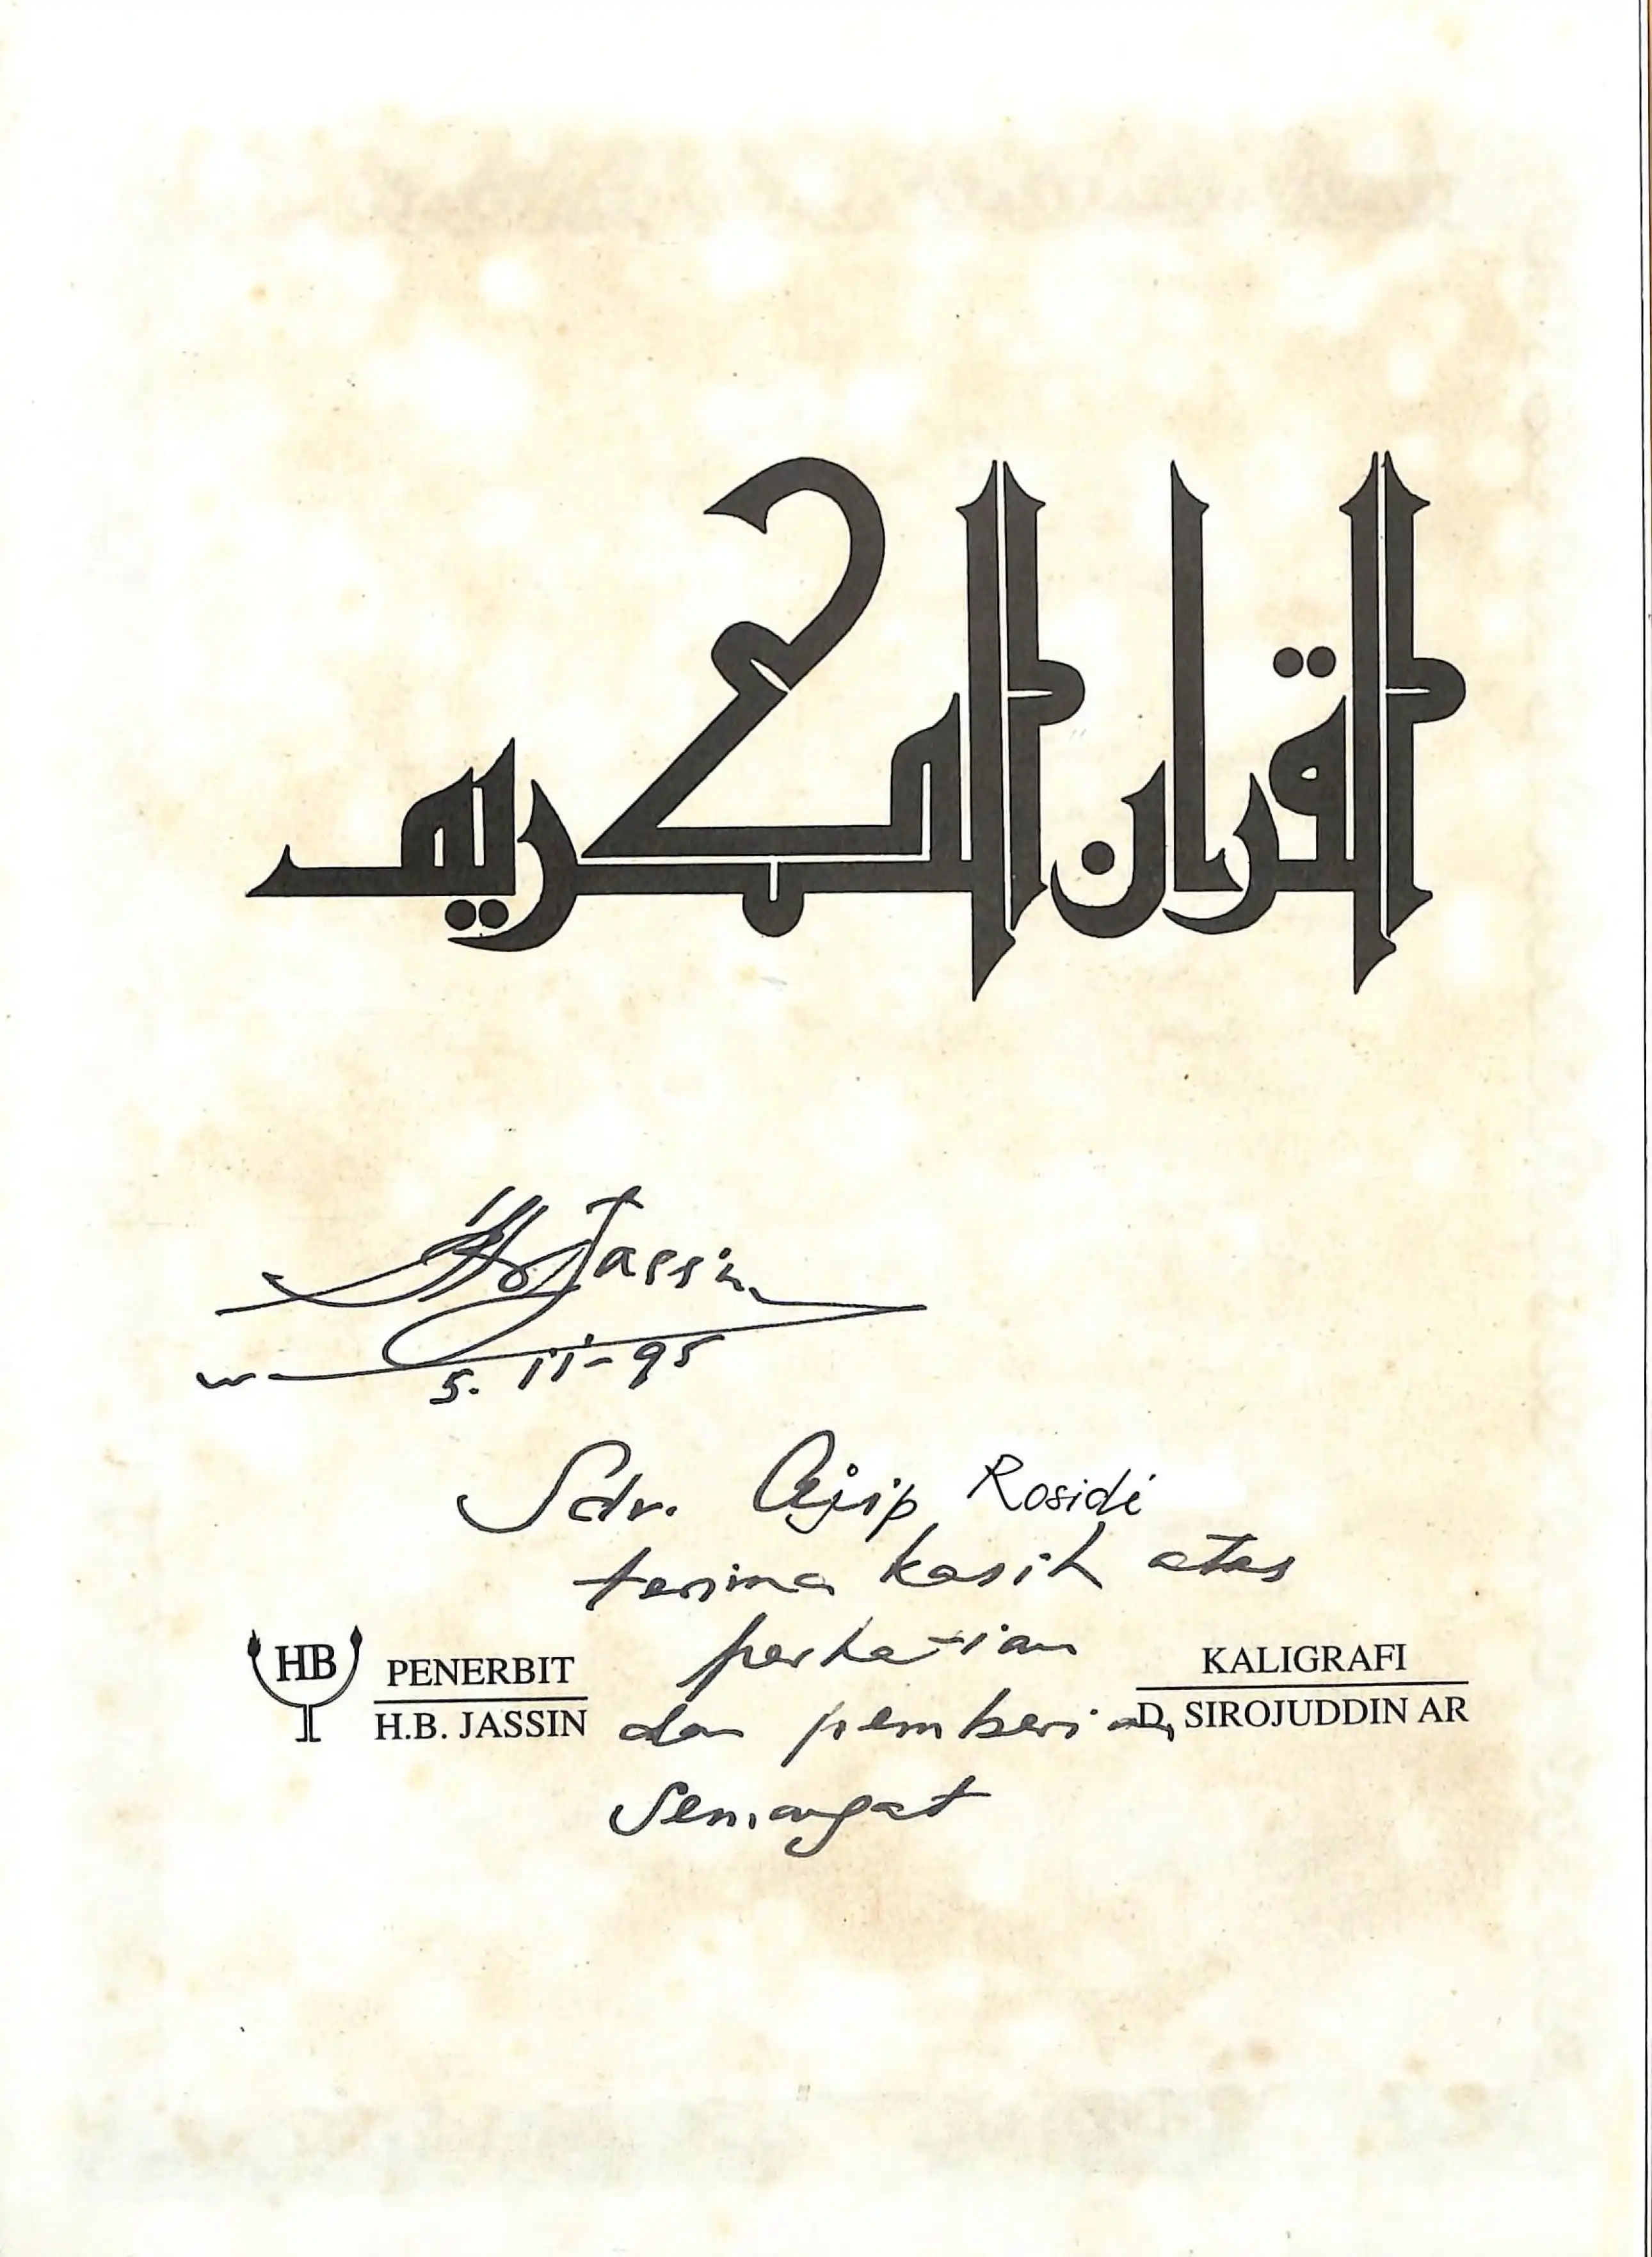 القران الكريم
HBJassin
5. 11-95
Sdr. Ajip Rosidi
terima kasih atas
perhatian
dan pemberian
semangat
HB
PENERBIT
H.B. JASSIN
KALIGRAFI
D. SIROJUDDIN AR